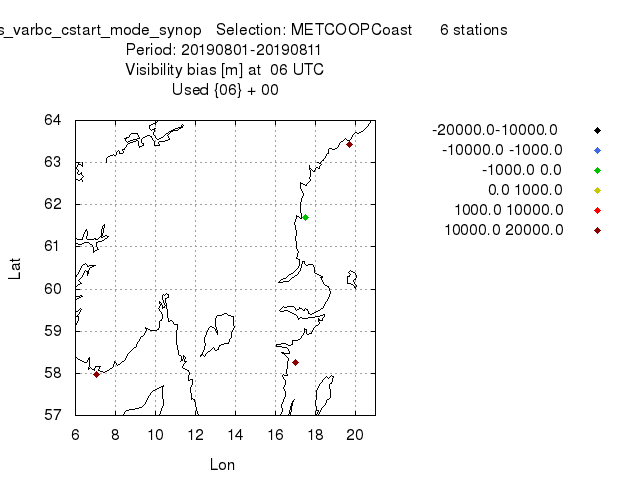 s_varbc_cstart_mode_synop Selection: METCOOPCoast 6 stations
Period: 20190801-20190811
Visibility bias [m] at 06 UTC
Used {06} + 00
64
63
62
61
60
59
58
57
Lat
6 8 10 12 14 16 18 20
Lon
-20000.0-10000.0
-10000.0 -1000.0
-1000.0 0.0
0.0 1000.0
1000.0 10000.0
10000.0 20000.0